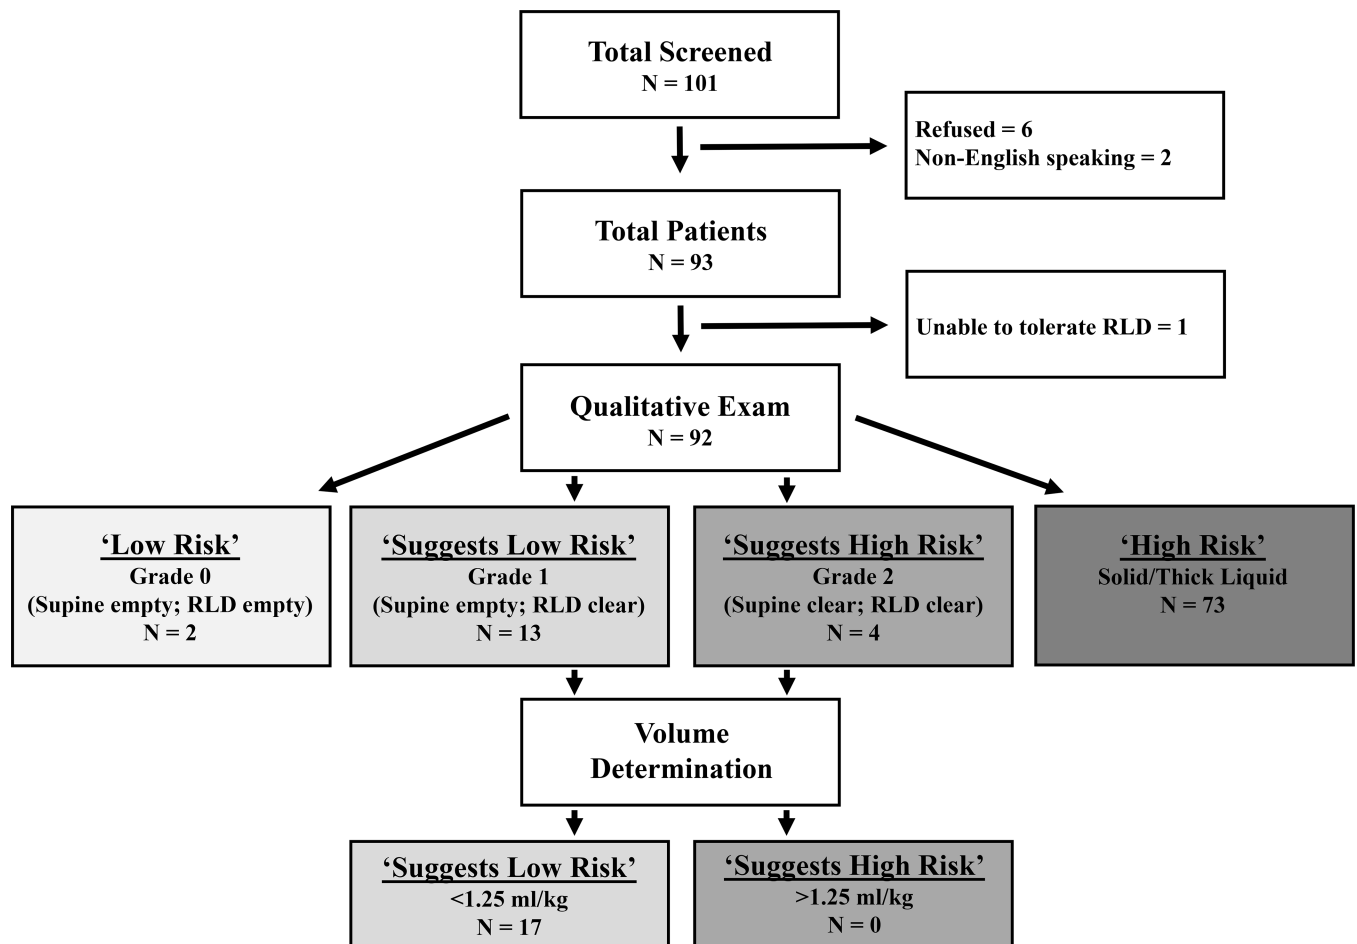 Total Screened
N = 101
Refused = 6
Non-English speaking = 2
Total Patients
N = 93
Unable to tolerate RLD = 1
Qualitative Exam
N = 92
‘Low Risk’
Grade 0
(Supine empty; RLD empty)
N = 2
‘Suggests Low Risk’
Grade 1
(Supine empty; RLD clear)
N = 13
‘Suggests High Risk’
Grade 2
(Supine clear; RLD clear)
N = 4
‘High Risk’
Solid/Thick Liquid
N = 73
Volume
Determination
‘Suggests Low Risk’
<1.25 ml/kg
N = 17
‘Suggests High Risk’
>1.25 ml/kg
N = 0